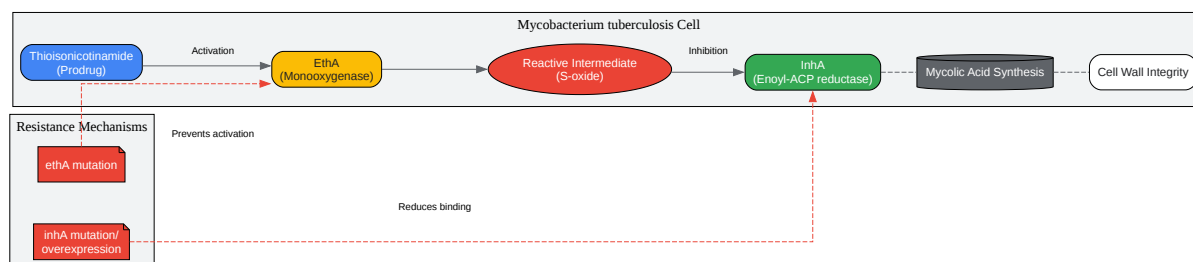 Mycobacterium tuberculosis Cell
Thioisonicotinamide
(Prodrug)
Activation
EthA
(Monooxygenase)
Reactive Intermediate
(S-oxide)
Inhibition
InhA
(Enoyl-ACP reductase)
Mycolic Acid Synthesis
Cell Wall Integrity
Resistance Mechanisms
Prevents activation
ethA mutation
Reduces binding
inhA mutation/
overexpression